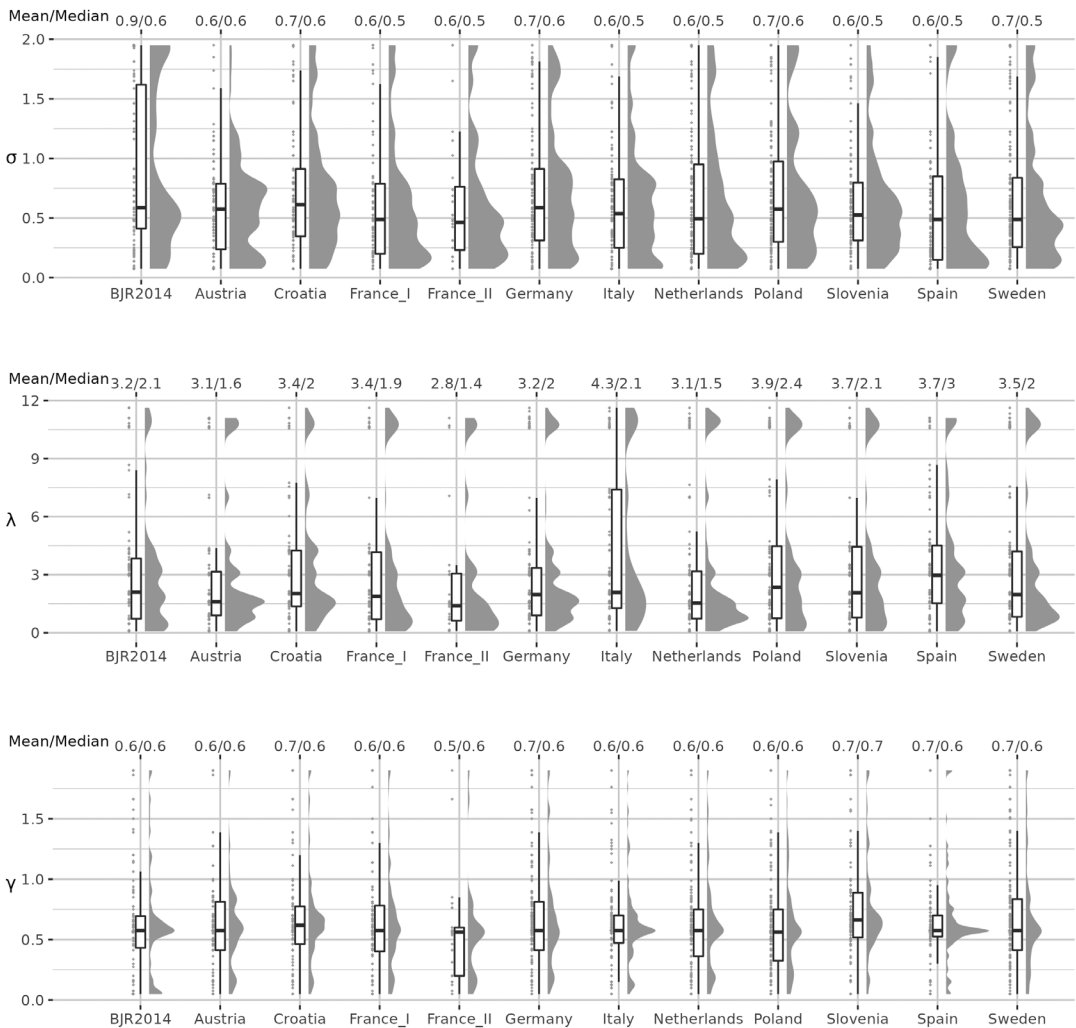 Mean/Median 0.9/0.6 0.6/0.6 0.7/0.6 0.6/0.5 0.6/0.5 0.7/0.6 0.6/0.5 0.6/0.5 0.7/0.6 0.6/0.5 0.6/0.5 0.7/0.5
2.0
1.5
1.0
σ
0.5
0.0
BJR2014 Austria Croatia France_I France_II Germany Italy Netherlands Poland Slovenia Spain Sweden
Mean/Median 3.2/2.1 3.1/1.6 3.4/2 3.4/1.9 2.8/1.4 3.2/2 4.3/2.1 3.1/1.5 3.9/2.4 3.7/2.1 3.7/3 3.5/2
12
9
6
λ
3
0
BJR2014 Austria Croatia France_I France_II Germany Italy Netherlands Poland Slovenia Spain Sweden
Mean/Median 0.6/0.6 0.6/0.6 0.7/0.6 0.6/0.6 0.5/0.6 0.7/0.6 0.6/0.6 0.6/0.6 0.6/0.6 0.7/0.7 0.7/0.6 0.7/0.6
1.5
1.0
γ
0.5
0.0
BJR2014 Austria Croatia France_I France_II Germany Italy Netherlands Poland Slovenia Spain Sweden